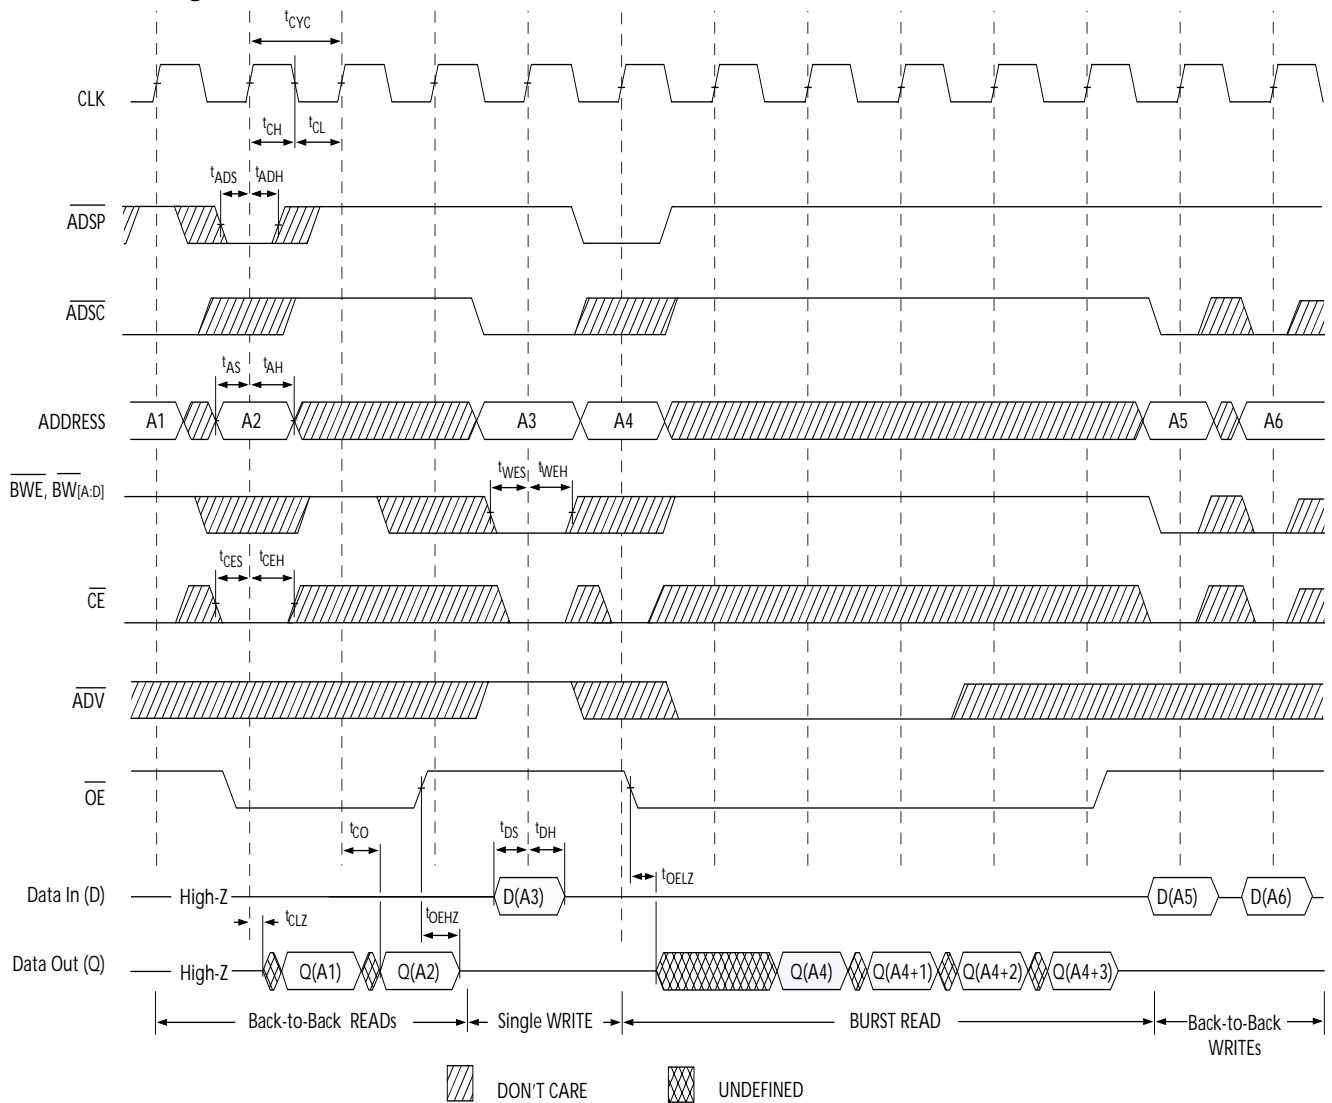 tCYC
CLK
tCH tCL
tADS tADH
ADSP
ADSC
tAS tAH
ADDRESS A1 A2 A3 A4 A5 A6
tWES tWEH
BWE, BW[A:D]
tCES tCEH
CE
ADV
OE
tCO tDS tDH
tOELZ
Data In (D) High-Z D(A3) D(A5) D(A6)
tCLZ tOEHZ
Data Out (Q) High-Z Q(A1) Q(A2) Q(A4) Q(A4+1) Q(A4+2) Q(A4+3)
Back-to-Back READs Single WRITE BURST READ Back-to-Back
WRITEs
DON'T CARE UNDEFINED